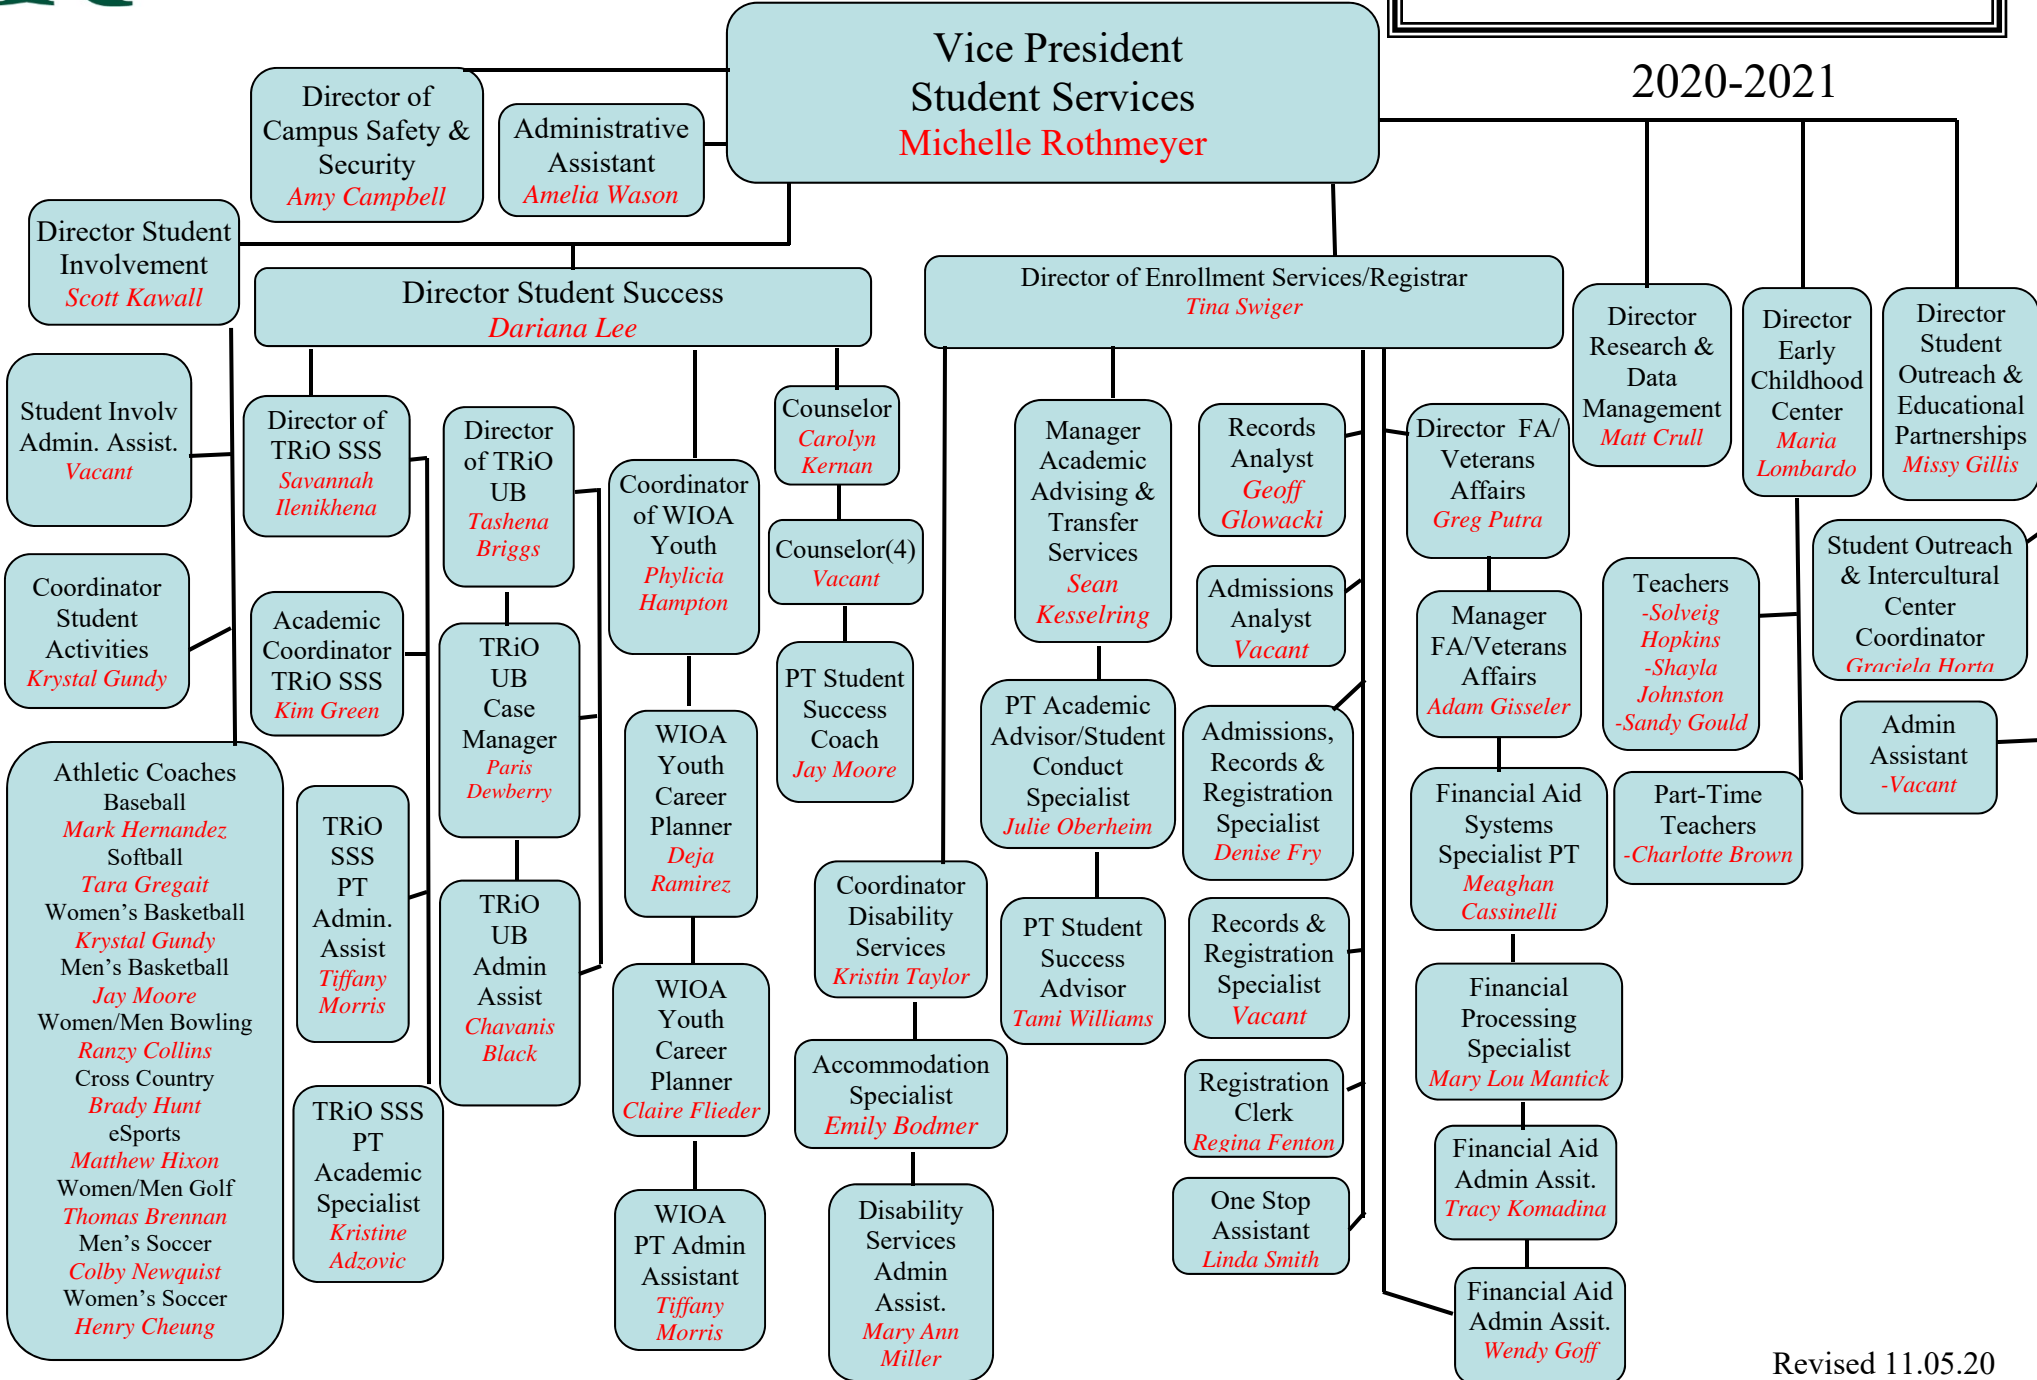 Vice President
Student Services
Michelle Rothmeyer
2020-2021
Director of
Campus Safety &
Security
Amy Campbell
Administrative
Assistant
Amelia Wason
Director Student
Involvement
Scott Kawall
Director Student Success
Dariana Lee
Director of Enrollment Services/Registrar
Tina Swiger
Director
Research &
Data
Management
Matt Crull
Director
Early
Childhood
Center
Maria
Lombardo
Director
Student
Outreach &
Educational
Partnerships
Missy Gillis
Student Involv
Admin. Assist.
Vacant
Coordinator
Student
Activities
Krystal Gundy
Athletic Coaches
Baseball
Mark Hernandez
Softball
Tara Gregait
Women's Basketball
Krystal Gundy
Men's Basketball
Jay Moore
Women/Men Bowling
Ranzy Collins
Cross Country
Brady Hunt
eSports
Matthew Hixon
Women/Men Golf
Thomas Brennan
Men's Soccer
Colby Newquist
Women's Soccer
Henry Cheung
Director of
TRiO SSS
Savannah
Ilenikhena
Academic
Coordinator
TRiO SSS
Kim Green
TRiO
SSS
PT
Admin.
Assist
Tiffany
Morris
TRiO SSS
PT
Academic
Specialist
Kristine
Adzovic
Director
of TRiO
UB
Tashena
Briggs
TRiO
UB
Case
Manager
Paris
Dewberry
TRiO
UB
Admin
Assist
Chavanis
Black
Coordinator
of WIOA
Youth
Phylicia
Hampton
WIOA
Youth
Career
Planner
Deja
Ramirez
WIOA
Youth
Career
Planner
Claire Flieder
WIOA
PT Admin
Assistant
Tiffany
Morris
Counselor
Carolyn
Kernan
Counselor(4)
Vacant
PT Student
Success
Coach
Jay Moore
Coordinator
Disability
Services
Kristin Taylor
Accommodation
Specialist
Emily Bodmer
Disability
Services
Admin
Assist.
Mary Ann
Miller
Manager
Academic
Advising &
Transfer
Services
Sean
Kesselring
PT Academic
Advisor/Student
Conduct
Specialist
Julie Oberheim
PT Student
Success
Advisor
Tami Williams
Records
Analyst
Geoff
Glowacki
Admissions
Analyst
Vacant
Admissions,
Records &
Registration
Specialist
Denise Fry
Records &
Registration
Specialist
Vacant
Registration
Clerk
Regina Fenton
One Stop
Assistant
Linda Smith
Director FA/
Veterans
Affairs
Greg Putra
Manager
FA/Veterans
Affairs
Adam Gisseler
Financial Aid
Systems
Specialist PT
Meaghan
Cassinelli
Financial
Processing
Specialist
Mary Lou Mantick
Financial Aid
Admin Assit.
Tracy Komadina
Financial Aid
Admin Assit.
Wendy Goff
Teachers
-Solveig
Hopkins
-Shayla
Johnston
-Sandy Gould
Part-Time
Teachers
-Charlotte Brown
Student Outreach
& Intercultural
Center
Coordinator
Graciela Horta
Admin
Assistant
-Vacant
Revised 11.05.20